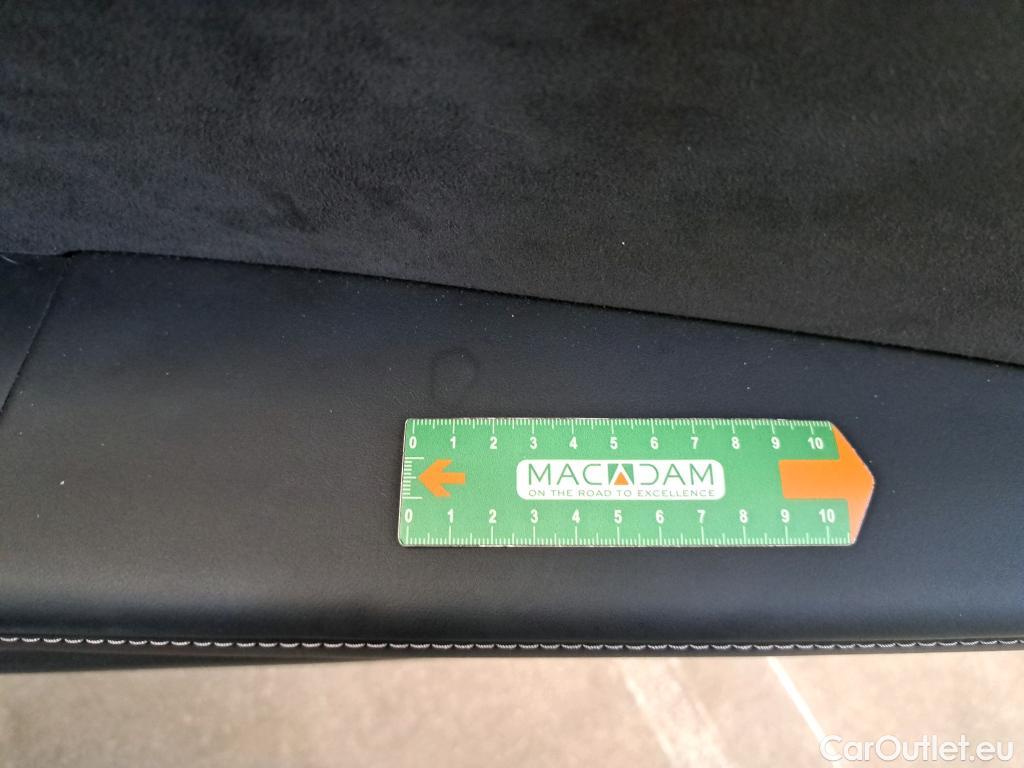 0 1 2 3 4 5 6 7 8 9 10
MACADAM
ON THE ROAD TO EXCELLENCE
0 1 2 3 4 5 6 7 8 9 10
CarOutlet.eu